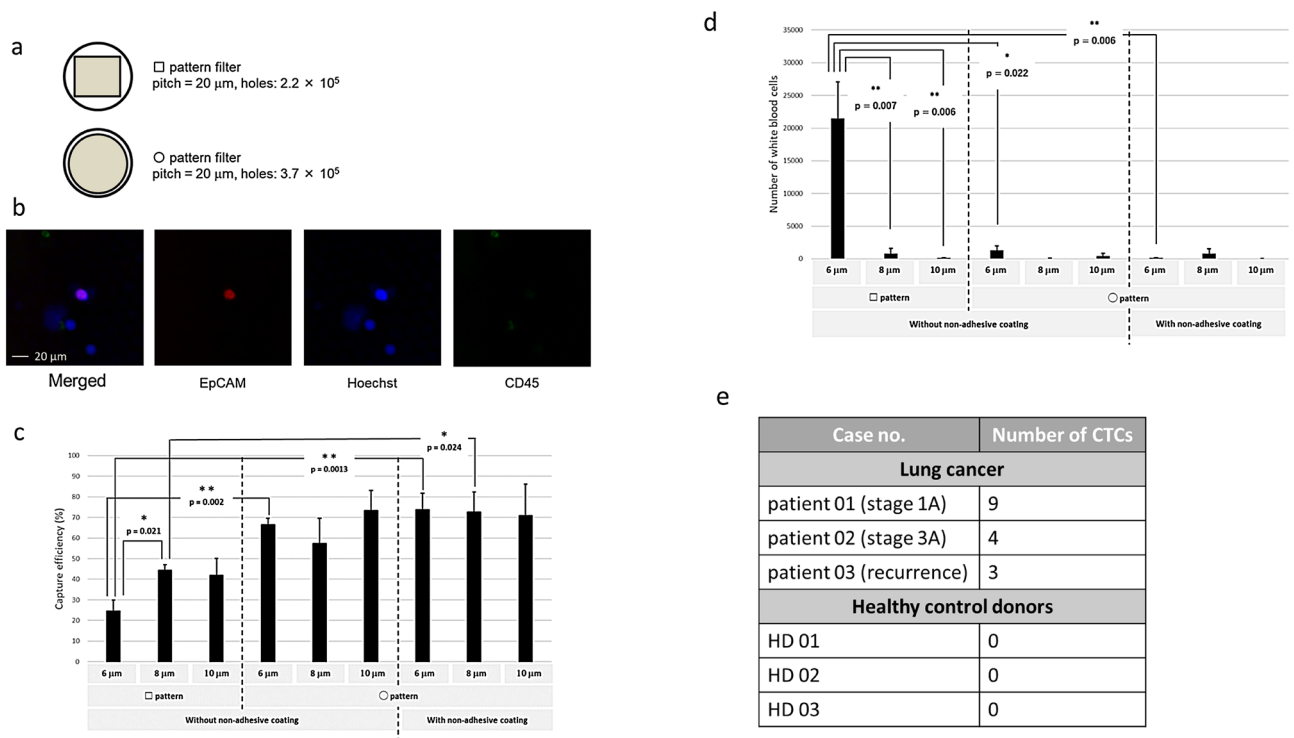 a
□ pattern filter
pitch = 20 μm, holes: 2.2 × 10⁵
○ pattern filter
pitch = 20 μm, holes: 3.7 × 10⁵
b
20 μm
Merged
EpCAM
Hoechst
CD45
c
Capture efficiency (%)
100
90
80
70
60
50
40
30
20
10
0
*
p = 0.021
**
p = 0.002
**
p = 0.0013
*
p = 0.024
6 μm
8 μm
10 μm
6 μm
8 μm
10 μm
6 μm
8 μm
10 μm
□ pattern
○ pattern
Without non-adhesive coating
With non-adhesive coating
d
Number of white blood cells
35000
30000
25000
20000
15000
10000
5000
0
**
p = 0.007
**
p = 0.006
*
p = 0.022
**
p = 0.006
6 μm
8 μm
10 μm
6 μm
8 μm
10 μm
6 μm
8 μm
10 μm
□ pattern
○ pattern
Without non-adhesive coating
With non-adhesive coating
e
Case no. Number of CTCs
Lung cancer
patient 01 (stage 1A) 9
patient 02 (stage 3A) 4
patient 03 (recurrence) 3
Healthy control donors
HD 01 0
HD 02 0
HD 03 0